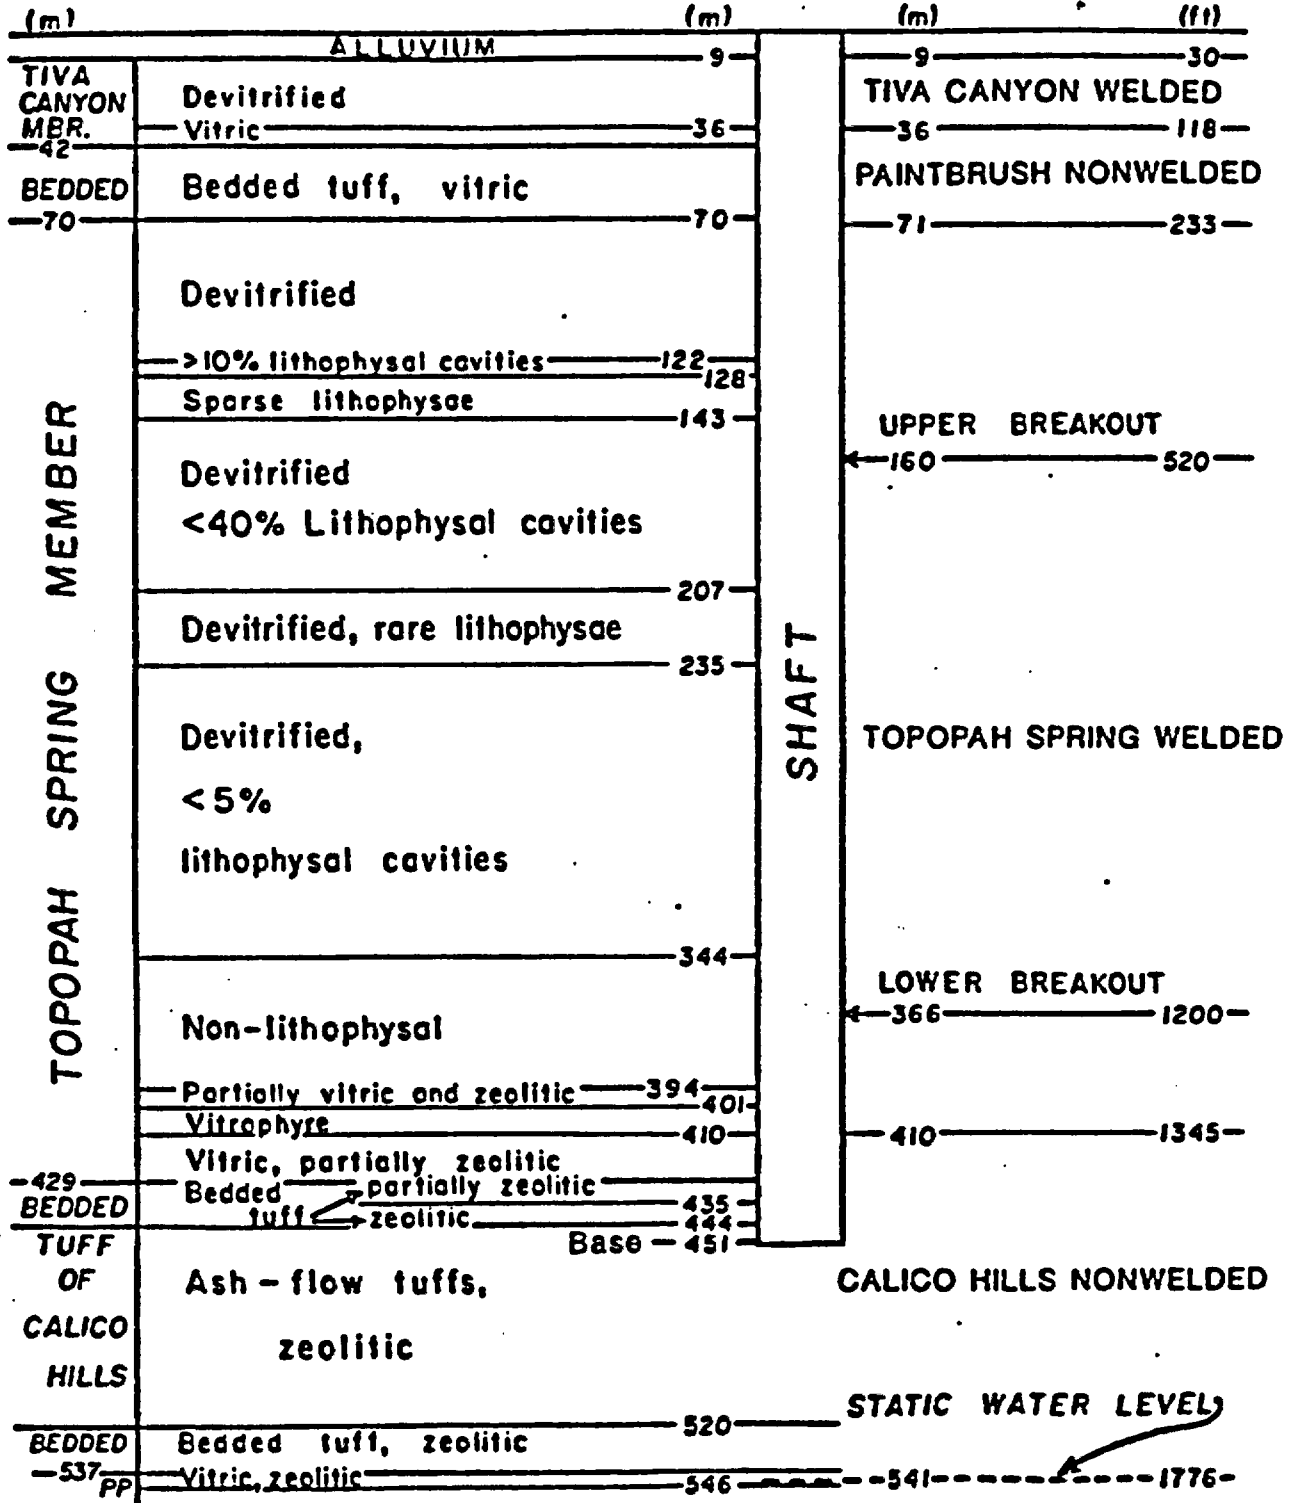 (m) (m) (m) (ft)
ALLUVIUM 9 9 30
TIVA
CANYON
MBR.
Devitrified
TIVA CANYON WELDED
Vitric 36 36 118
42
BEDDED
Bedded tuff, vitric
PAINTBRUSH NONWELDED
70 70 71 233
Devitrified
>10% lithophysal cavities 122
128
Sparse lithophysae
143
UPPER BREAKOUT
160 520
Devitrified
<40% Lithophysal cavities
207
Devitrified, rare lithophysae
235
TOPOPAH SPRING MEMBER
SHAFT
Devitrified,
<5%
lithophysal cavities
TOPOPAH SPRING WELDED
344
LOWER BREAKOUT
366 1200
Non-lithophysal
Partially vitric and zeolitic 394
401
Vitrophyre
410 410 1345
Vitric, partially zeolitic
429
BEDDED
Bedded partially zeolitic
435
tuff zeolitic 444
Base 451
TUFF
OF
CALICO
HILLS
Ash-flow tuffs,
zeolitic
CALICO HILLS NONWELDED
STATIC WATER LEVEL
520
BEDDED
Bedded tuff, zeolitic
537
PP
Vitric, zeolitic
546 541 1776